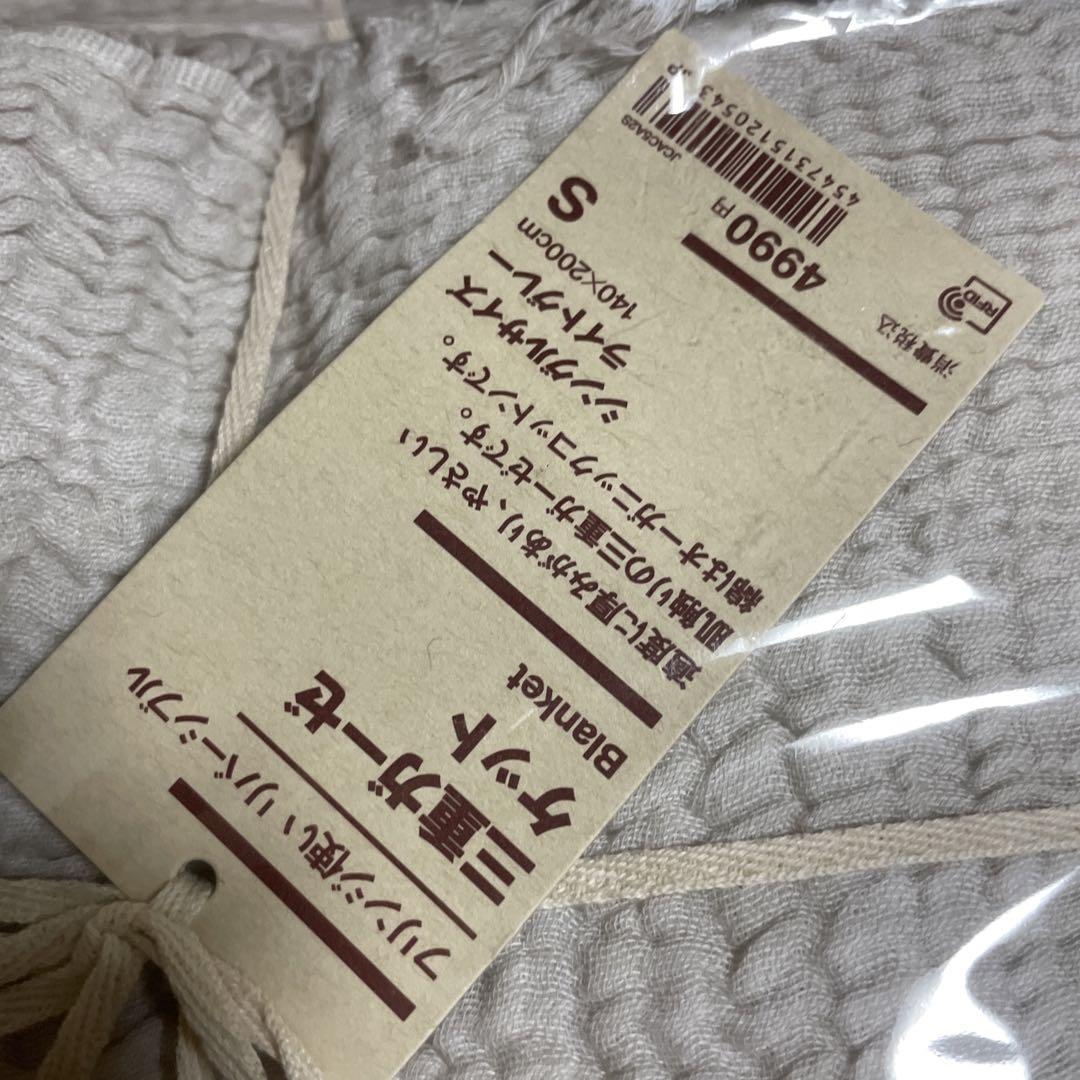 フリンジ使い リバーシブル
三重ガーゼ
ケット
Blanket
適度に厚みがあり、やさしい
肌触りの三重ガーゼです。
綿はオーガニックコットンです。
シングルサイズ
ライトグレー
140×200cm
S
消費税込
4990円
RFID
JCAC5A2S
4547315120543
JP